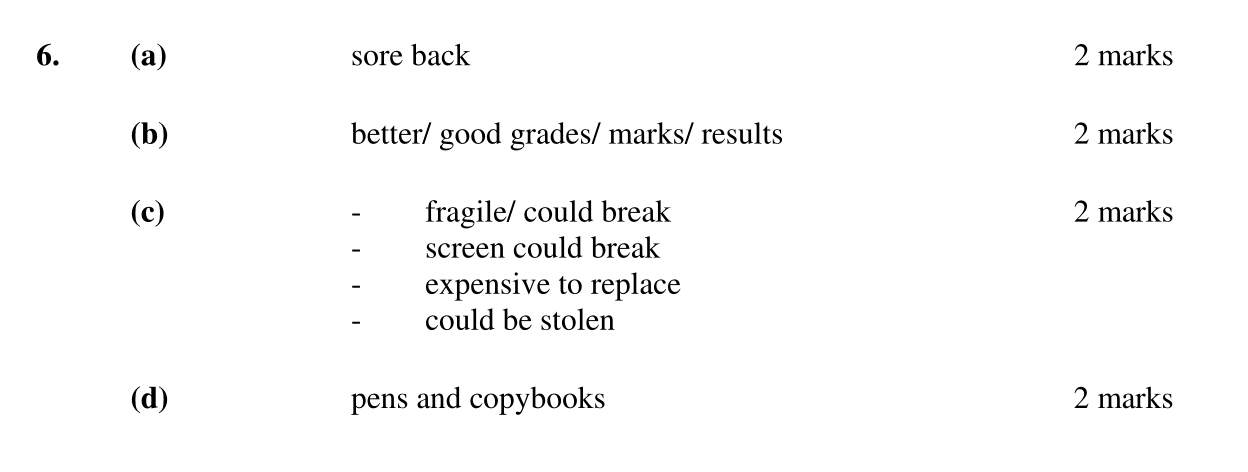 6. (a) sore back 2 marks
(b) better/ good grades/ marks/ results 2 marks
(c) - fragile/ could break 2 marks
- screen could break
- expensive to replace
- could be stolen
(d) pens and copybooks 2 marks